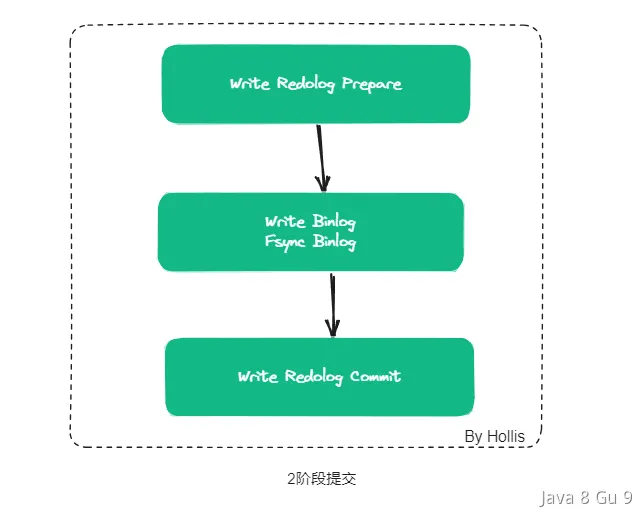 Write Redolog Prepare
Write Binlog
Fsync Binlog
Write Redolog Commit
By Hollis
2阶段提交
Java 8 Gu 9